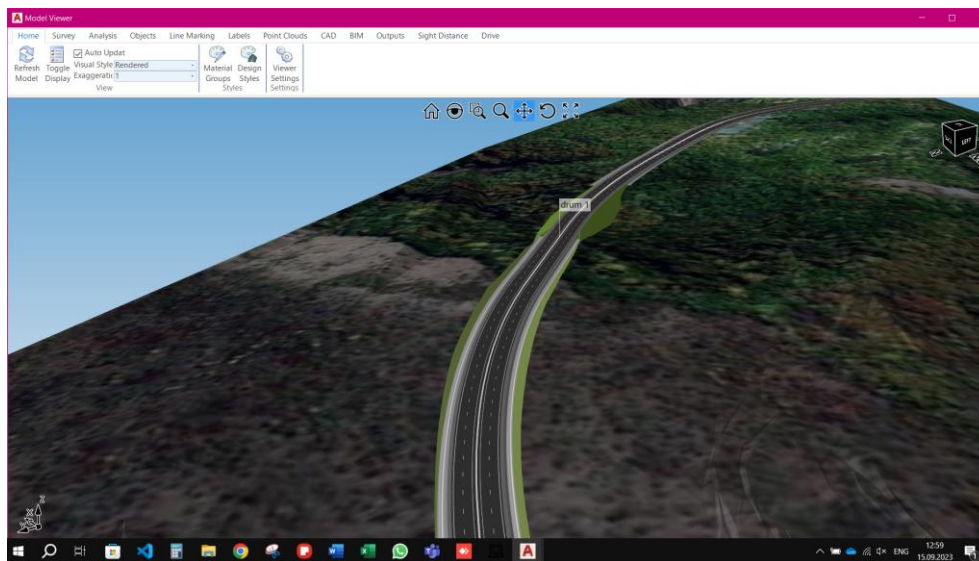 Model Viewer
Home Survey Analysis Objects Line Marking Labels Point Clouds CAD BIM Outputs Sight Distance Drive
Auto Updat
Visual Style Rendered
Exaggeratic 1
Refresh Model
Toggle Display
Material Groups
Design Styles
Viewer Settings
View Styles Settings
drum 1
LEFT
ENG
12:59
15.09.2023